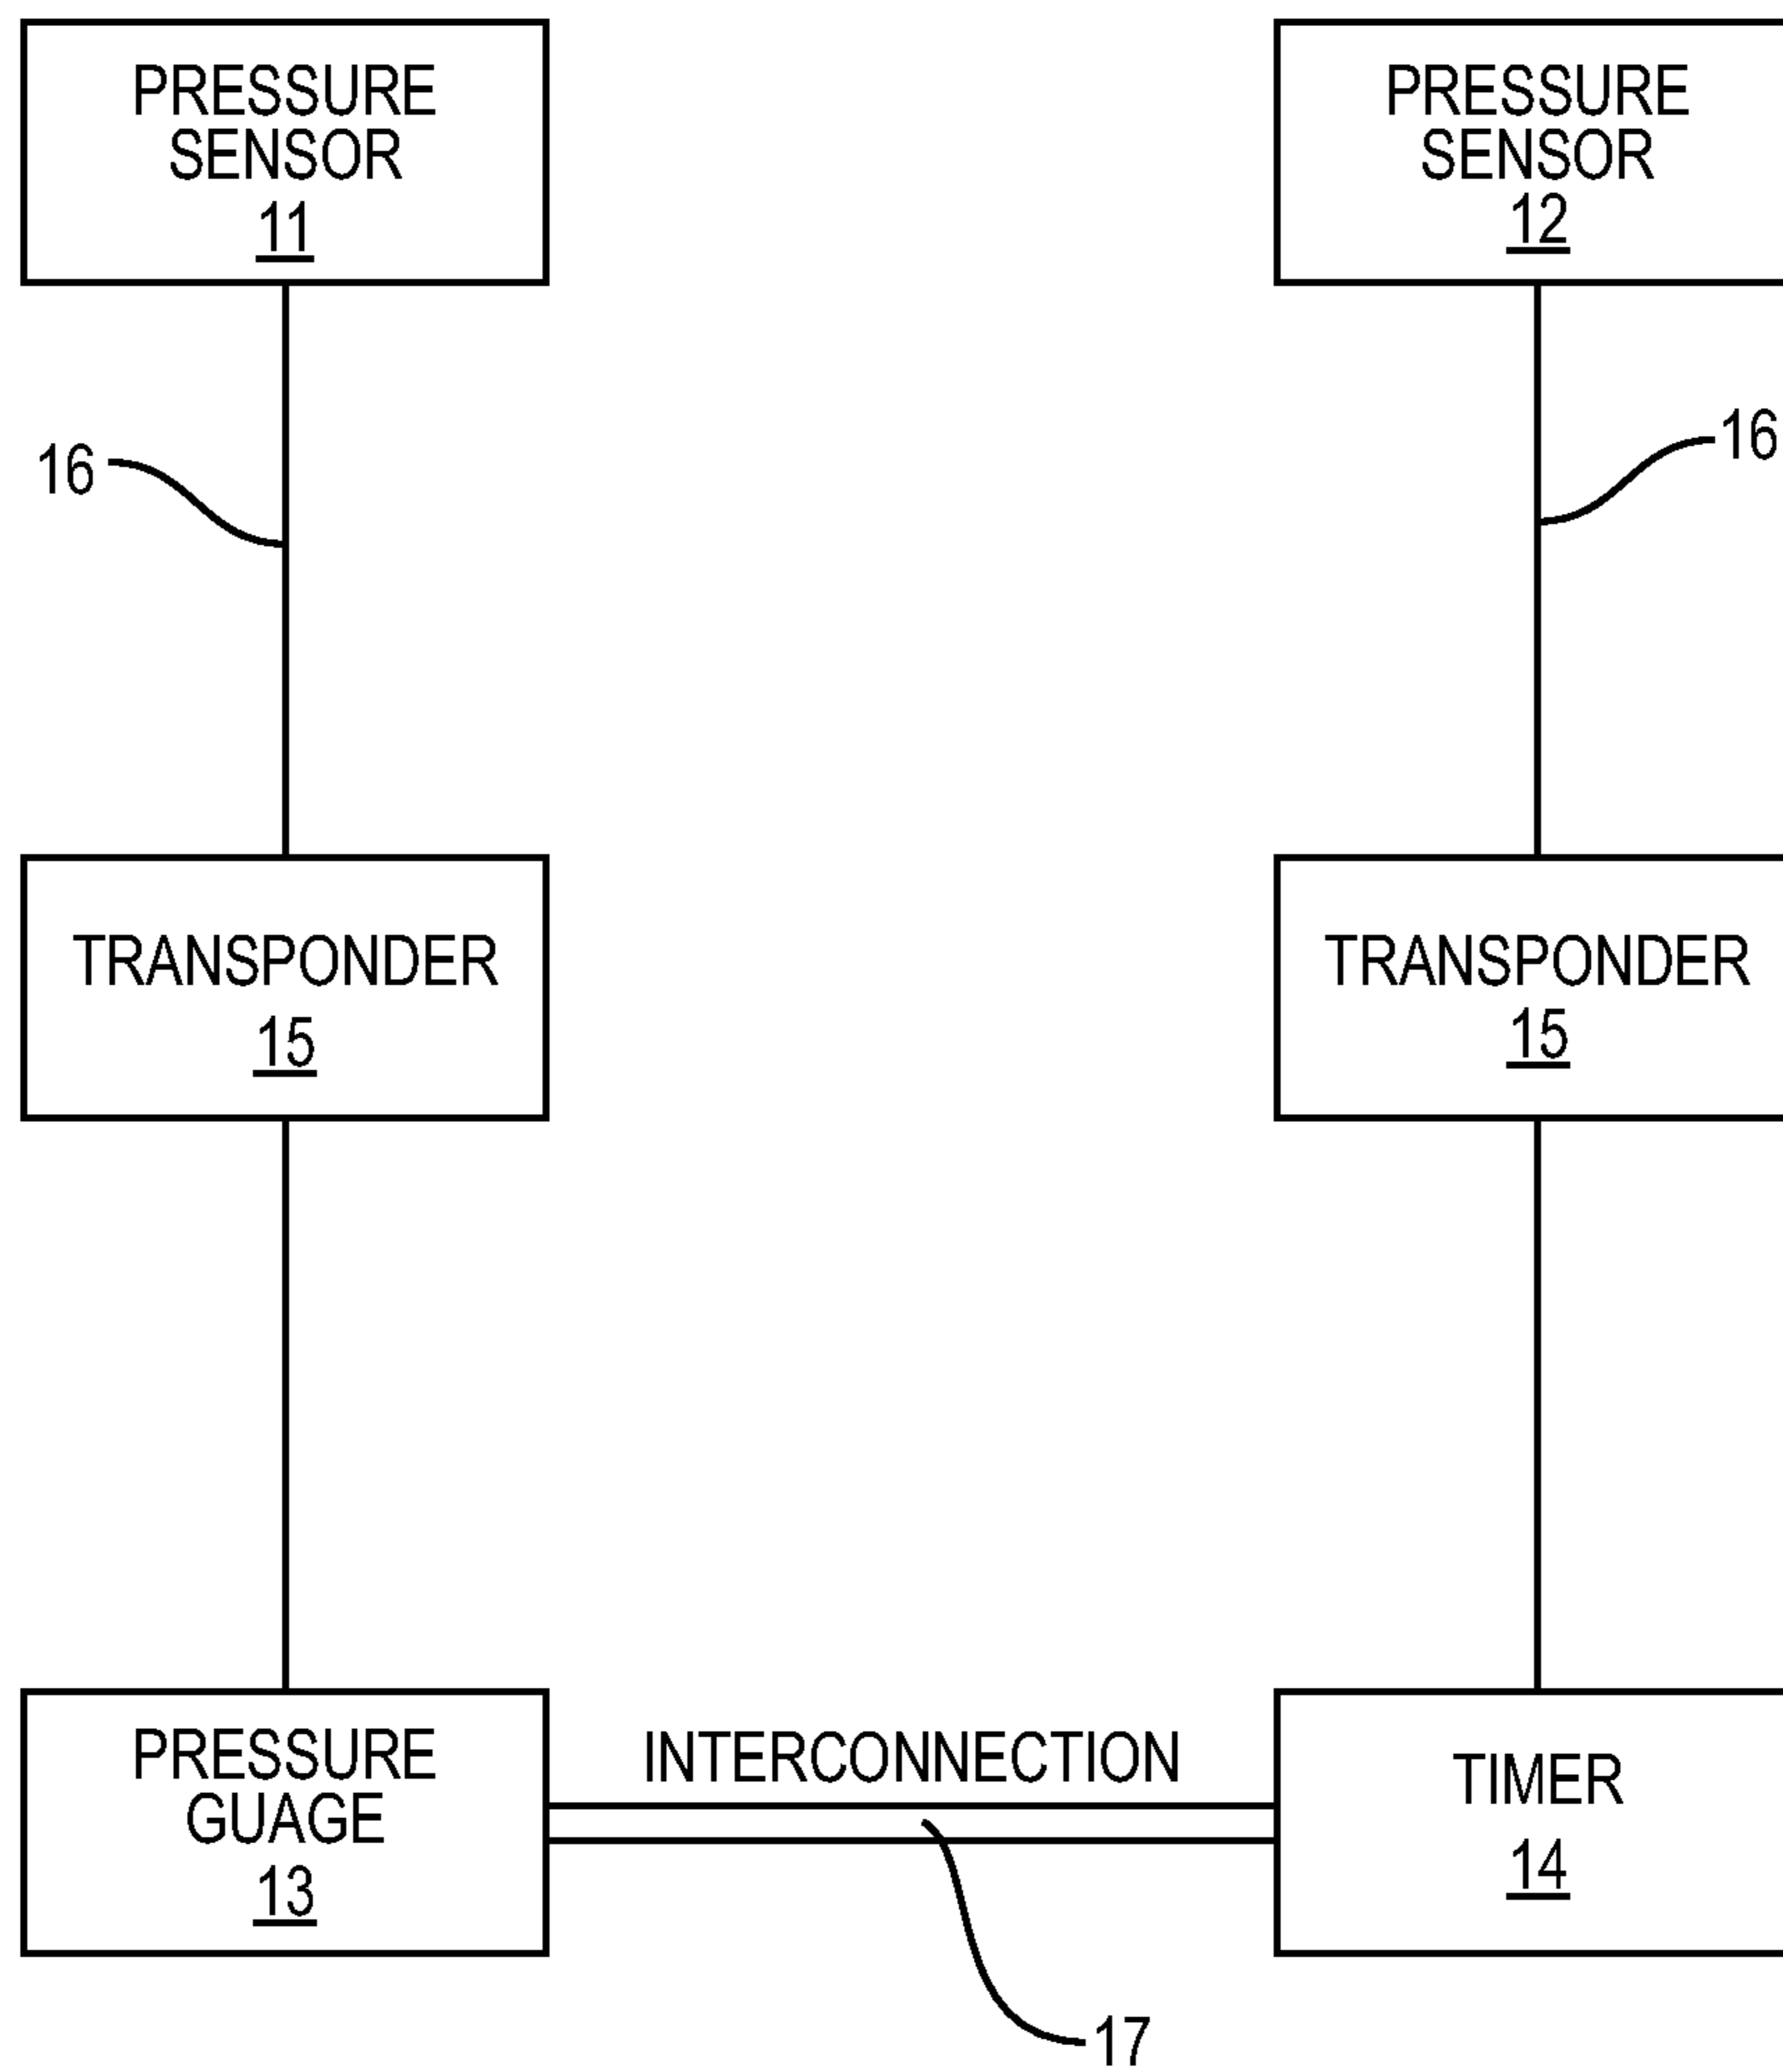 PRESSURE
SENSOR
11
PRESSURE
SENSOR
12
16
16
TRANSPONDER
15
TRANSPONDER
15
PRESSURE
GUAGE
13
INTERCONNECTION
TIMER
14
17